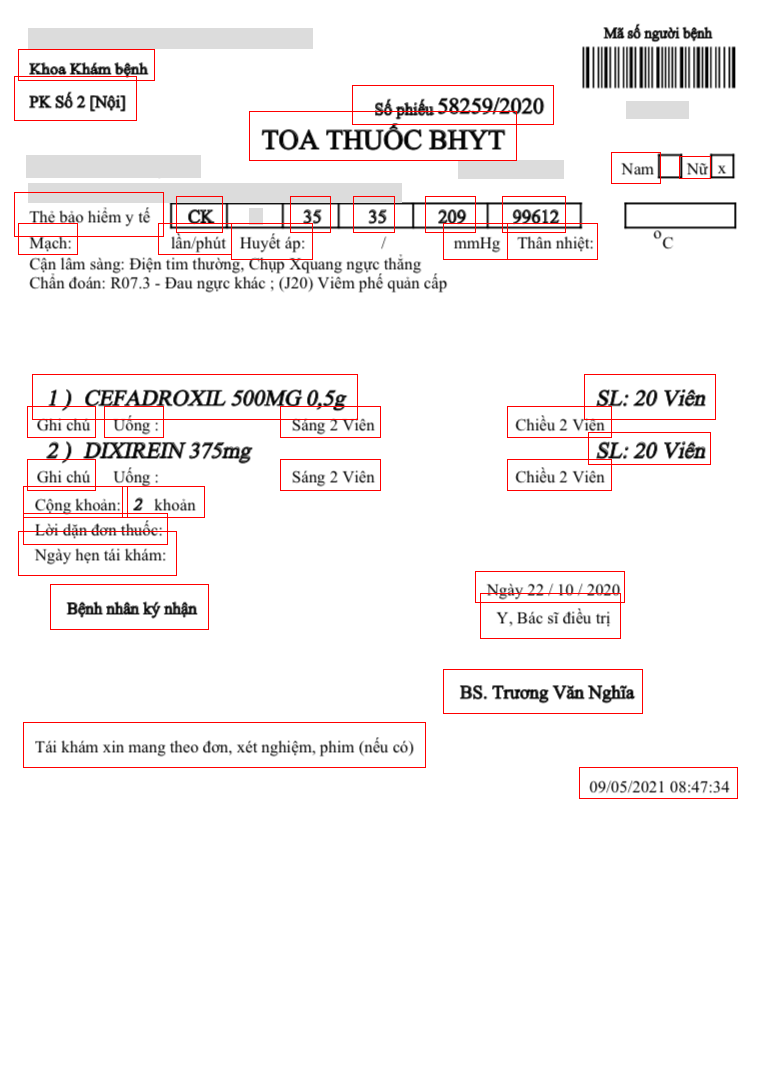 Mã số người bệnh
Khoa Khám bệnh
PK Số 2 [Nội]
Số phiếu 58259/2020
TOA THUỐC BHYT
Nam Nữ x
Thẻ bảo hiểm y tế CK 35 35 209 99612
Mạch: lần/phút Huyết áp: / mmHg Thân nhiệt: oC
Cận lâm sàng: Điện tim thường, Chụp Xquang ngực thẳng
Chẩn đoán: R07.3 - Đau ngực khác ; (J20) Viêm phế quản cấp
1 ) CEFADROXIL 500MG 0,5g SL: 20 Viên
Ghi chú Uống : Sáng 2 Viên Chiều 2 Viên
2 ) DIXIREIN 375mg SL: 20 Viên
Ghi chú Uống : Sáng 2 Viên Chiều 2 Viên
Cộng khoản: 2 khoản
Lời dặn đơn thuốc:
Ngày hẹn tái khám:
Ngày 22 / 10 / 2020
Bệnh nhân ký nhận Y, Bác sĩ điều trị
BS. Trương Văn Nghĩa
Tái khám xin mang theo đơn, xét nghiệm, phim (nếu có)
09/05/2021 08:47:34